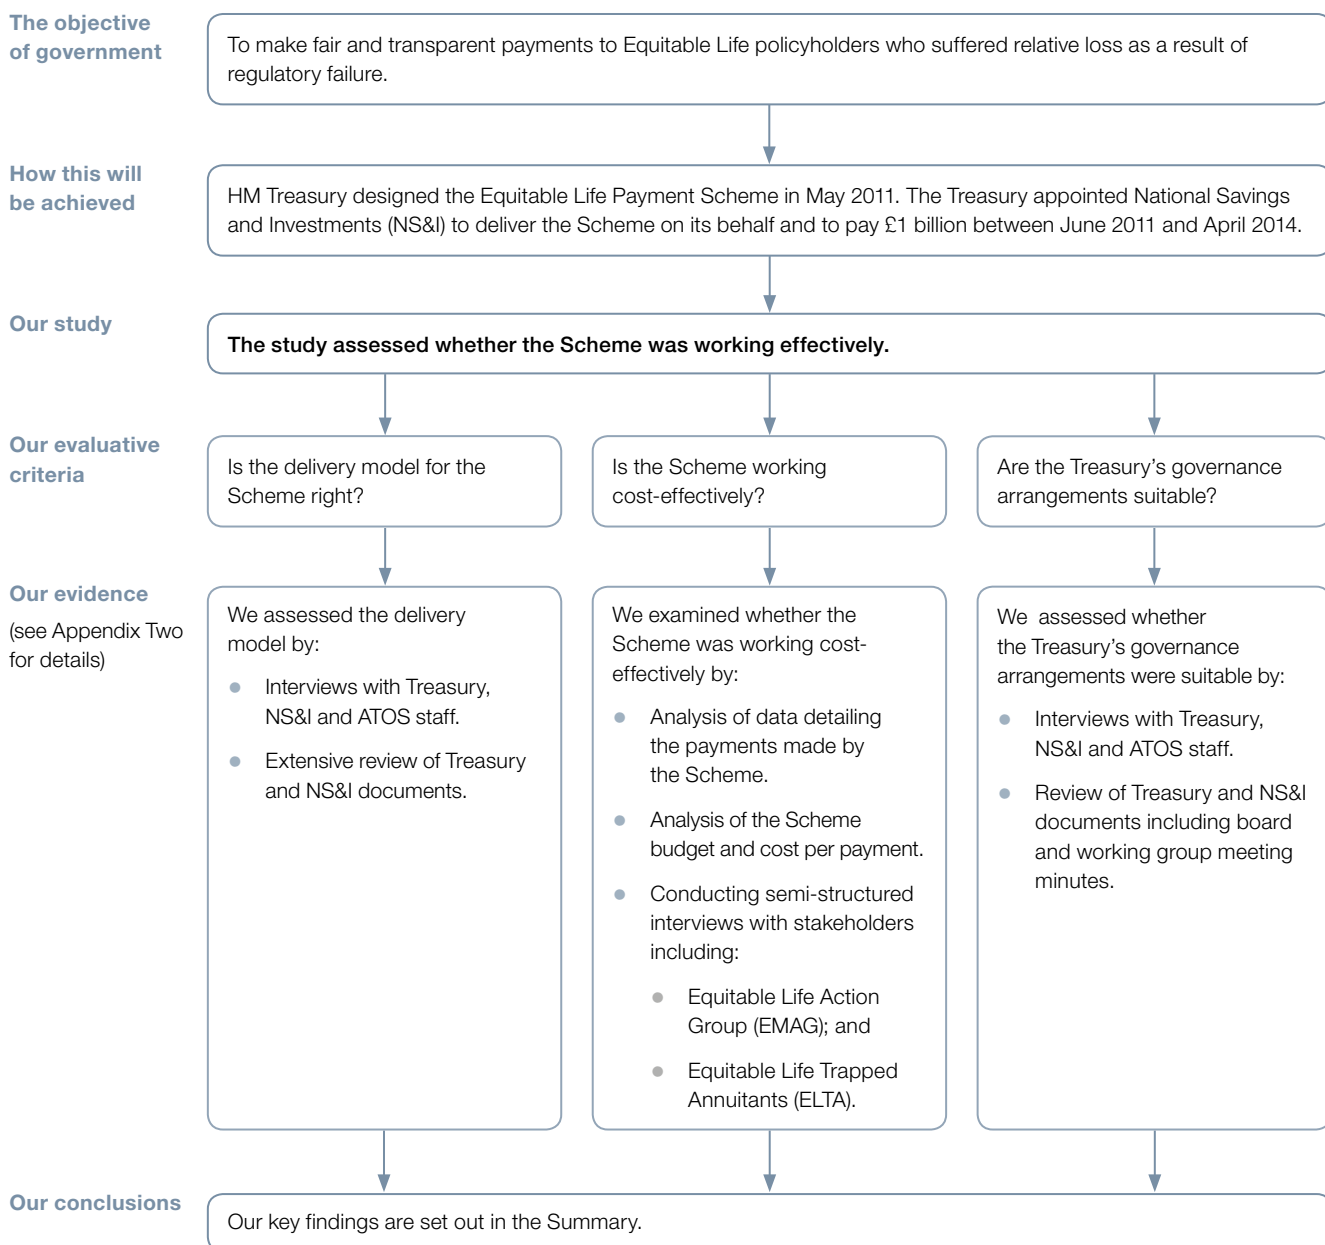 The objective
of government
To make fair and transparent payments to Equitable Life policyholders who suffered relative loss as a result of
regulatory failure.
How this will
be achieved
HM Treasury designed the Equitable Life Payment Scheme in May 2011. The Treasury appointed National Savings
and Investments (NS&I) to deliver the Scheme on its behalf and to pay £1 billion between June 2011 and April 2014.
Our study
The study assessed whether the Scheme was working effectively.
Our evaluative
criteria
Is the delivery model for the
Scheme right?
Is the Scheme working
cost-effectively?
Are the Treasury's governance
arrangements suitable?
Our evidence
(see Appendix Two
for details)
We assessed the delivery
model by:
● Interviews with Treasury,
NS&I and ATOS staff.
● Extensive review of Treasury
and NS&I documents.
We examined whether the
Scheme was working cost-
effectively by:
● Analysis of data detailing
the payments made by
the Scheme.
● Analysis of the Scheme
budget and cost per payment.
● Conducting semi-structured
interviews with stakeholders
including:
● Equitable Life Action
Group (EMAG); and
● Equitable Life Trapped
Annuitants (ELTA).
We assessed whether
the Treasury's governance
arrangements were suitable by:
● Interviews with Treasury,
NS&I and ATOS staff.
● Review of Treasury and NS&I
documents including board
and working group meeting
minutes.
Our conclusions
Our key findings are set out in the Summary.